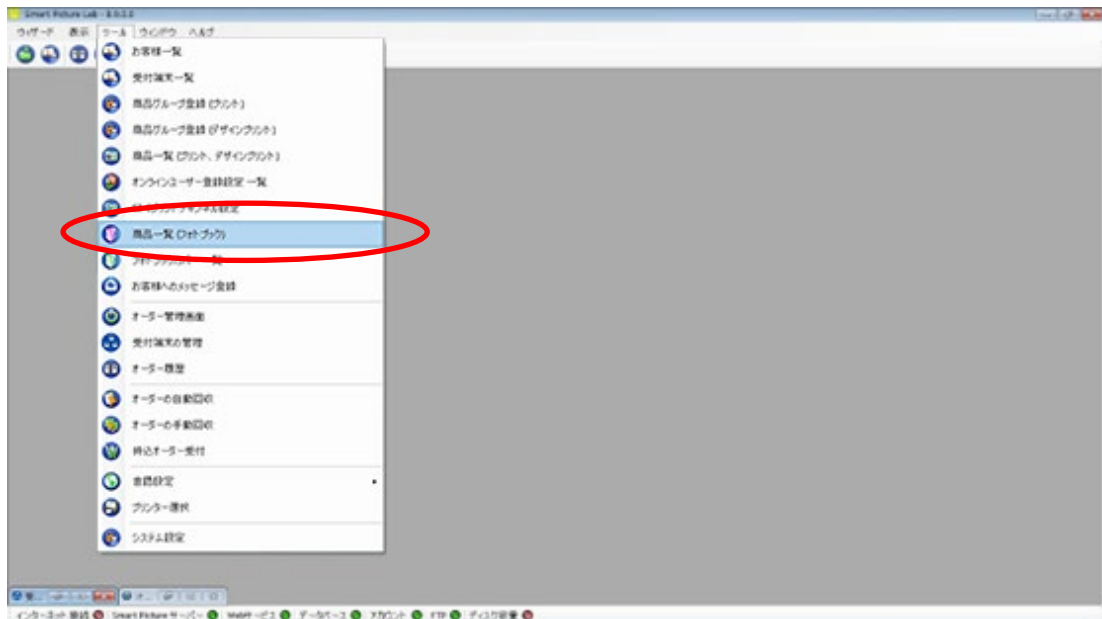 Smart Picture Lab - 8.0.2.0
ウィザード 表示 ツール ウィンドウ ヘルプ
お客様一覧
受付端末一覧
商品グループ登録 (プリント)
商品グループ登録 (デザインプリント)
商品一覧 (プリント、デザインプリント)
オンラインユーザー登録設定 一覧
商品一覧 (フォトブック)
お客様へのメッセージ登録
オーダー管理画面
受付端末の管理
オーダー履歴
オーダーの自動回収
オーダーの手動回収
持込オーダー受付
言語設定
プリンター選択
システム設定
インターネット接続 Smart Picture サーバー Webサービス データベース アカウント FTP ディスク容量